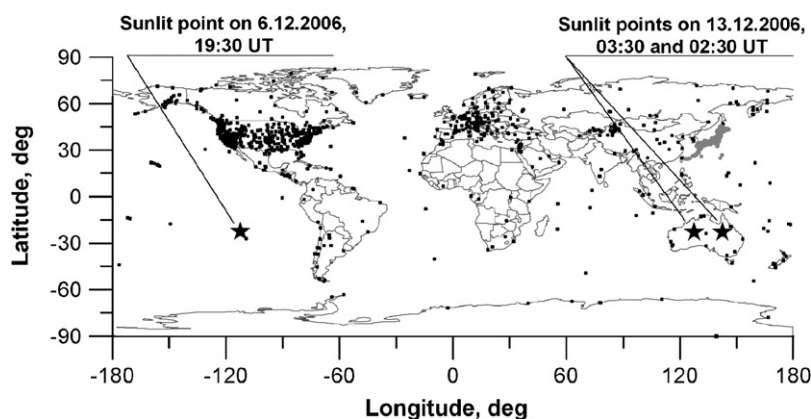 Sunlit point on 6.12.2006,
19:30 UT
Sunlit points on 13.12.2006,
03:30 and 02:30 UT
90
60
30
0
-30
-60
-90
Latitude, deg
-180
-120
-60
0
60
120
180
Longitude, deg